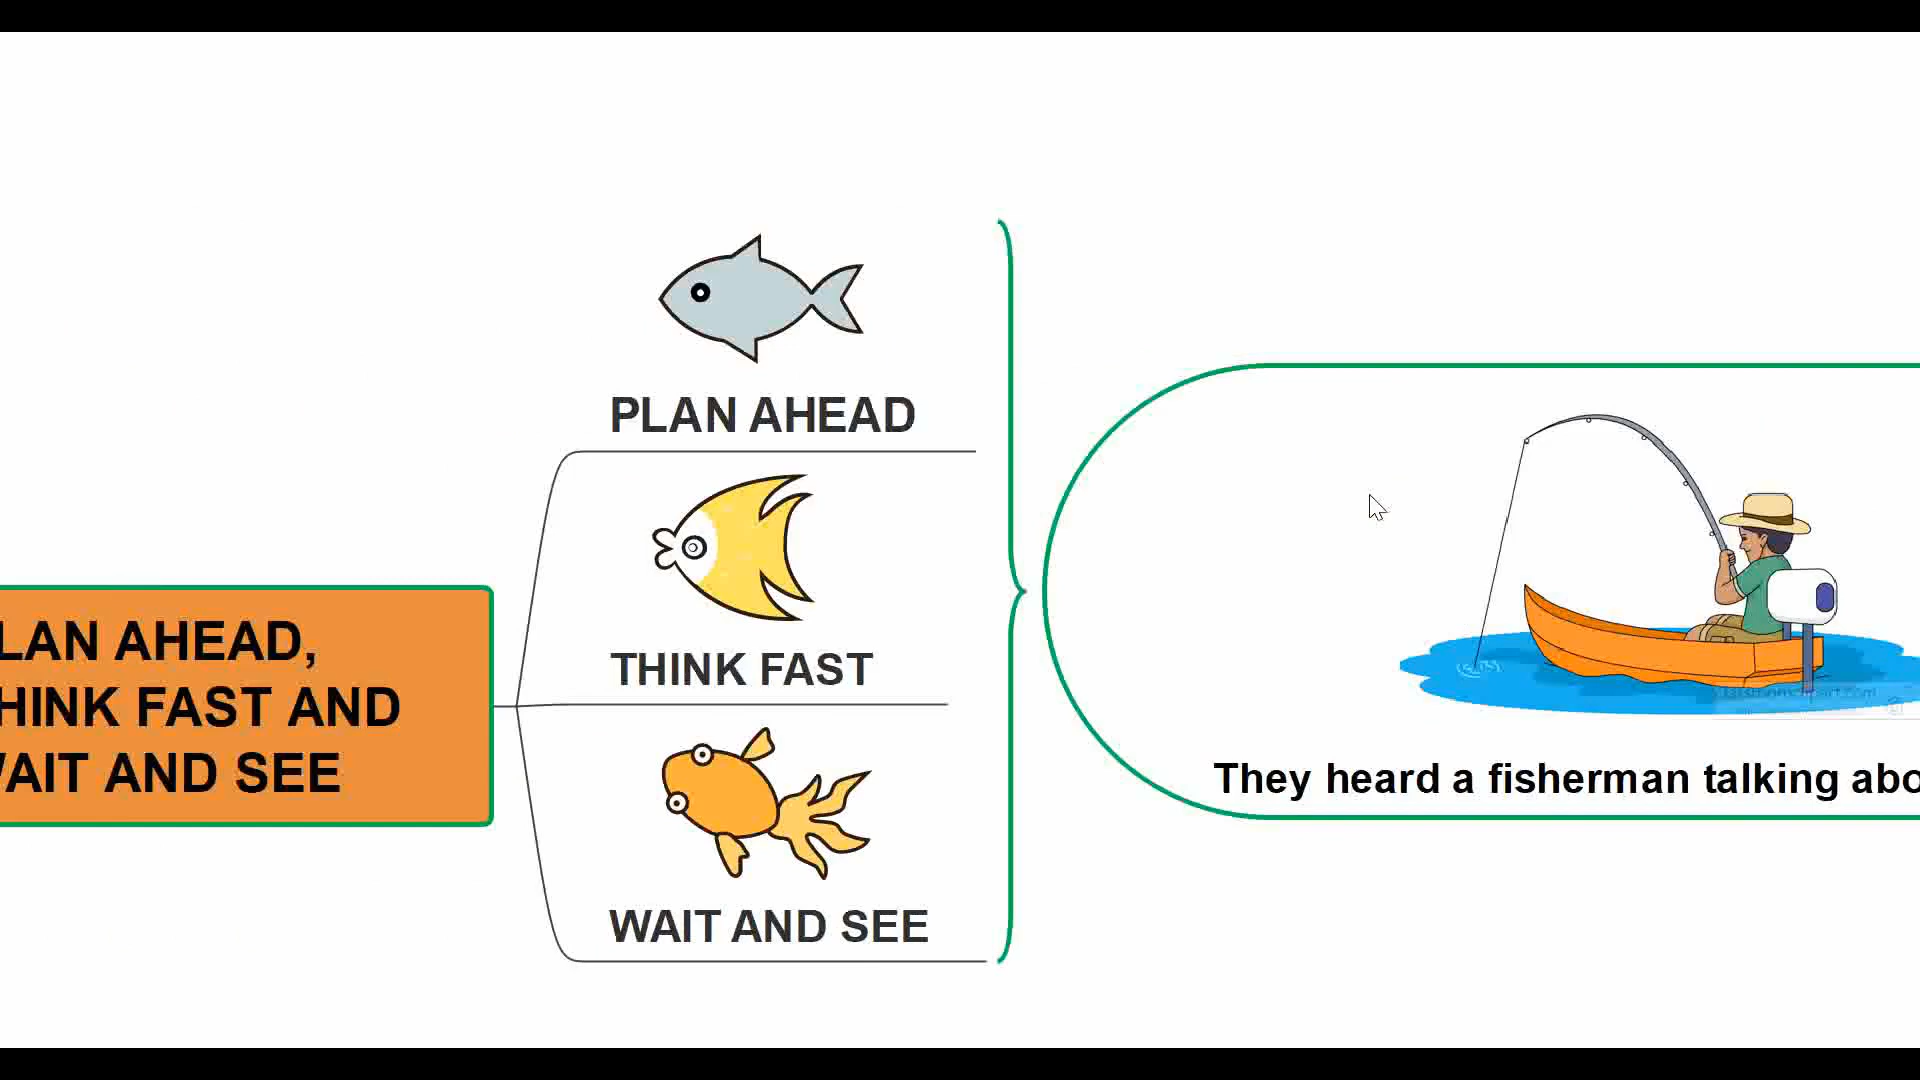 PLAN AHEAD
THINK FAST
LAN AHEAD,
HINK FAST AND
AIT AND SEE
WAIT AND SEE
They heard a fisherman talking abo